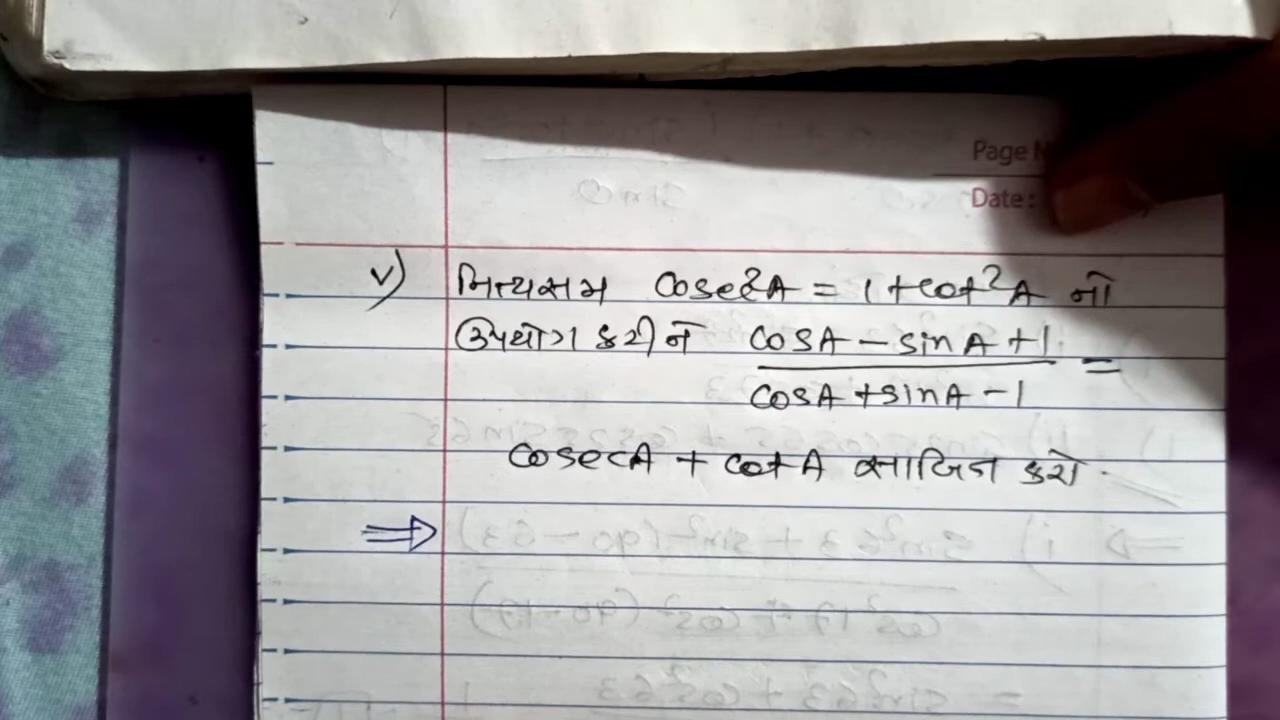 Page N
Date:
v) નિત્યસમ cosec²A = 1 + cot²A નો
ઉપયોગ કરીને cosA - sinA + 1 =
cosA + sinA - 1
cosecA + cotA સાબિત કરો.
⇒